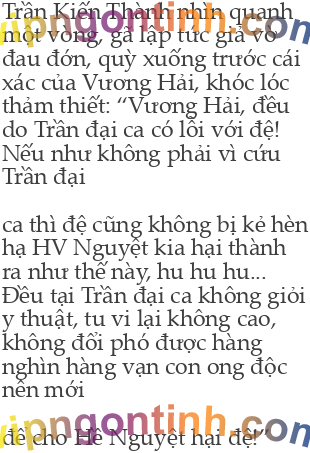 Trần Kiến Thành nhìn quanh
một vòng, gã lập tức giả vờ
đau đớn, quỳ xuống trước cái
xác của Vương Hải, khóc lóc
thảm thiết: “Vương Hải, đều
do Trần đại ca có lỗi với đệ!
Nếu như không phải vì cứu
Trần đại
ca thì đệ cũng không bị kẻ hèn
hạ HV Nguyệt kia hại thành
ra như thế này, hu hu hu...
Đều tại Trần đại ca không giỏi
y thuật, tu vi lại không cao,
không đối phó được hàng
nghìn hàng vạn con ong độc
nên mới
để cho Hề Nguyệt hại đệ!”
vipngontinh.com
vipngontinh.com